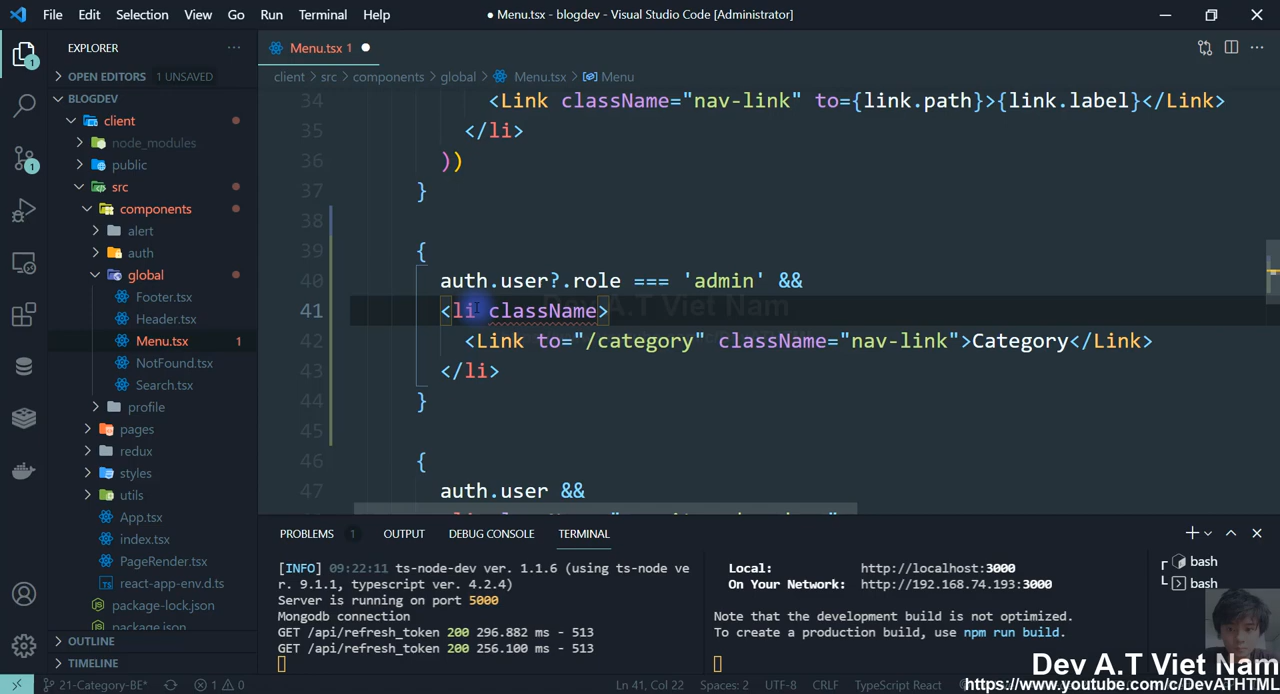 File Edit Selection View Go Run Terminal Help
● Menu.tsx - blogdev - Visual Studio Code [Administrator]
EXPLORER
OPEN EDITORS 1 UNSAVED
BLOGDEV
client
node_modules
public
src
components
alert
auth
global
Footer.tsx
Header.tsx
Menu.tsx 1
NotFound.tsx
Search.tsx
profile
pages
redux
styles
utils
App.tsx
index.tsx
PageRender.tsx
react-app-env.d.ts
package-lock.json
package.json
OUTLINE
TIMELINE
1
1
Menu.tsx 1 ●
client > src > components > global > Menu.tsx > Menu
34 <Link className="nav-link" to={link.path}>{link.label}</Link>
35 </li>
36 ))
37 }
38
39 {
40 auth.user?.role === 'admin' &&
41 <li className>
42 <Link to="/category" className="nav-link">Category</Link>
43 </li>
44 }
45
46 {
47 auth.user &&
Dev A.T Viet Nam
PROBLEMS 1 OUTPUT DEBUG CONSOLE TERMINAL
[INFO] 09:22:11 ts-node-dev ver. 1.1.6 (using ts-node ve
r. 9.1.1, typescript ver. 4.2.4)
Server is running on port 5000
Mongodb connection
GET /api/refresh_token 200 296.882 ms - 513
GET /api/refresh_token 200 256.100 ms - 513
Local: http://localhost:3000
On Your Network: http://192.168.74.193:3000
Note that the development build is not optimized.
To create a production build, use npm run build.
bash
bash
Dev A.T Viet Nam
https://www.youtube.com/c/DevATHTML
21-Category-BE* 1 0
Ln 41, Col 22 Spaces: 2 UTF-8 CRLF TypeScript React